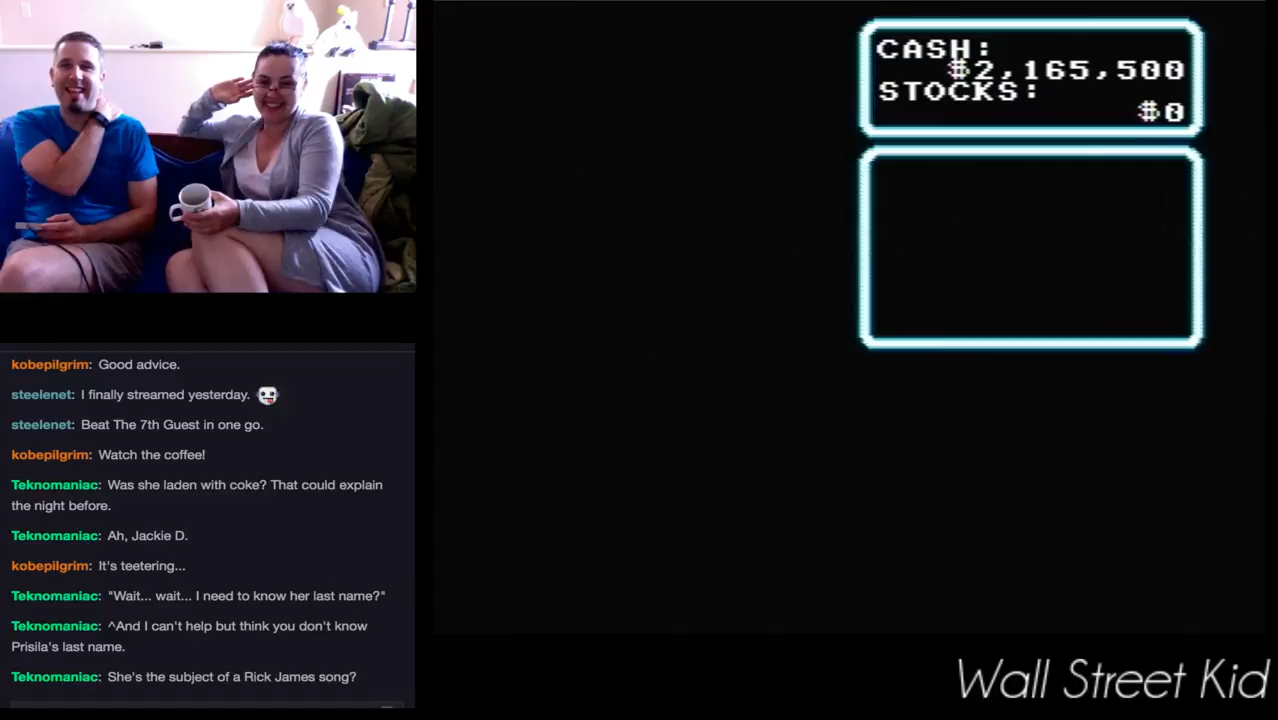 CASH:
$2,165,500
STOCKS:
$0
kobepilgrim: Good advice.
steelenet: I finally streamed yesterday.
steelenet: Beat The 7th Guest in one go.
kobepilgrim: Watch the coffee!
Teknomaniac: Was she laden with coke? That could explain
the night before.
Teknomaniac: Ah, Jackie D.
kobepilgrim: It's teetering...
Teknomaniac: "Wait... wait... I need to know her last name?"
Teknomaniac: ^And I can't help but think you don't know
Prisila's last name.
Teknomaniac: She's the subject of a Rick James song?
Wall Street Kid